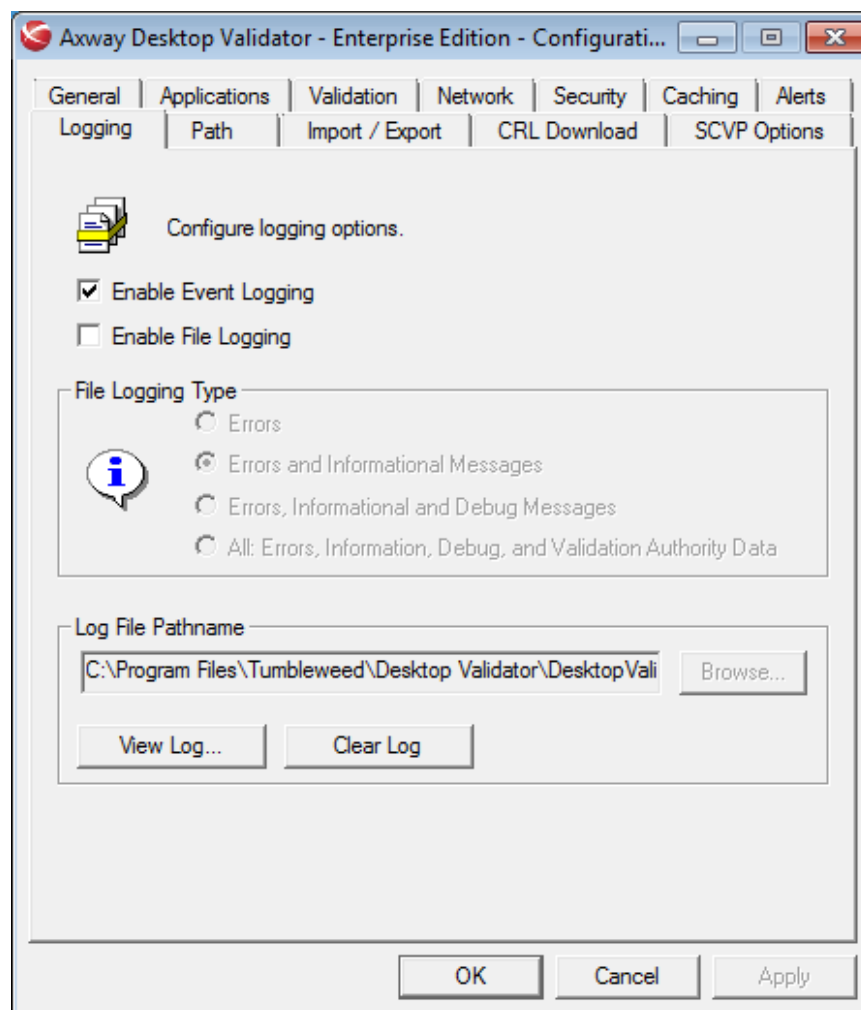 Axway Desktop Validator - Enterprise Edition - Configurati...
General Applications Validation Network Security Caching Alerts
Logging Path Import / Export CRL Download SCVP Options
Configure logging options.
Enable Event Logging
Enable File Logging
File Logging Type
Errors
Errors and Informational Messages
Errors, Informational and Debug Messages
All: Errors, Information, Debug, and Validation Authority Data
Log File Pathname
C:\Program Files\Tumbleweed\Desktop Validator\DesktopVali Browse...
View Log... Clear Log
OK Cancel Apply